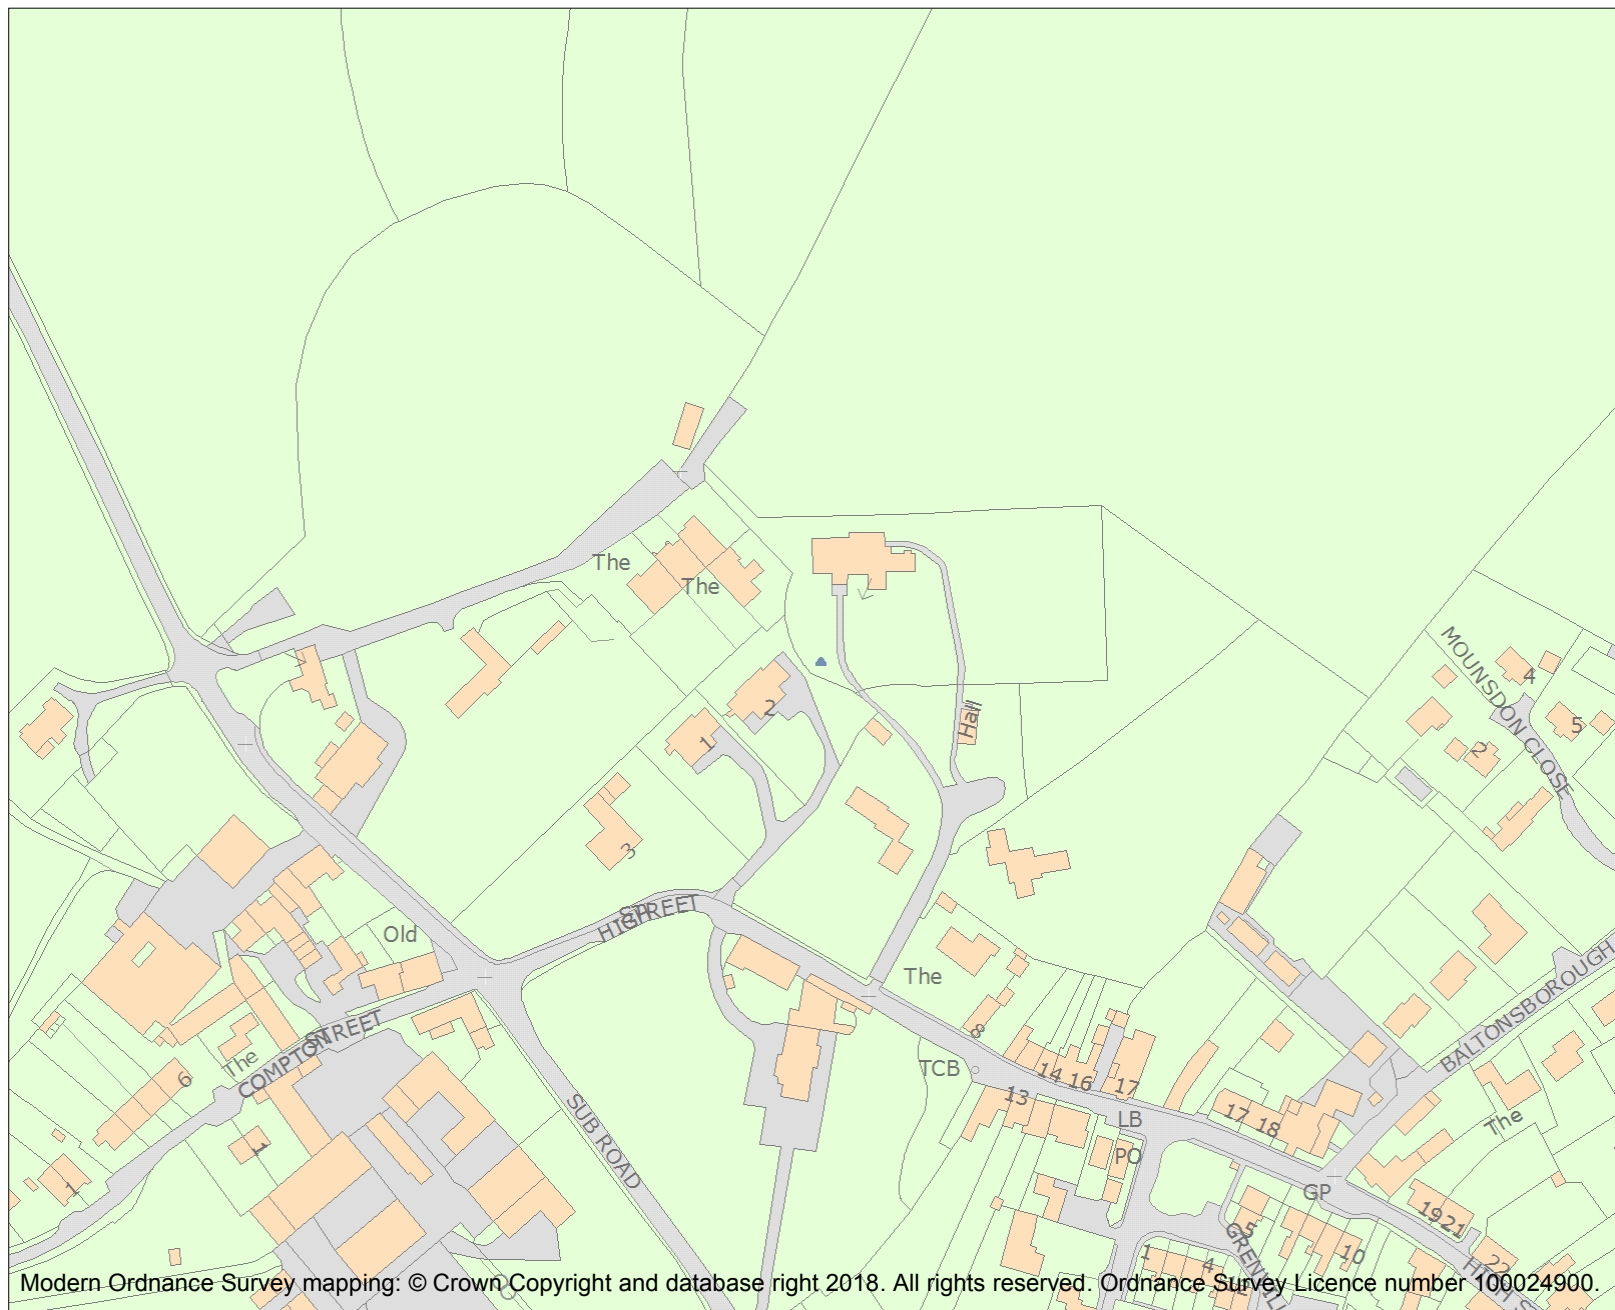 The
The
MOUNSDON CLOSE
4
5
2
2
Hall
1
3
HIGH STREET
Old
The
8
COMPTON STREET
The
6
TCB
14
16
17
13
BALTONSBOROUGH
LB
17
18
The
SUB ROAD
PO
1
1
GP
19
21
5
10
22
1
4
Modern Ordnance Survey mapping: © Crown Copyright and database right 2018. All rights reserved. Ordnance Survey Licence number 100024900.